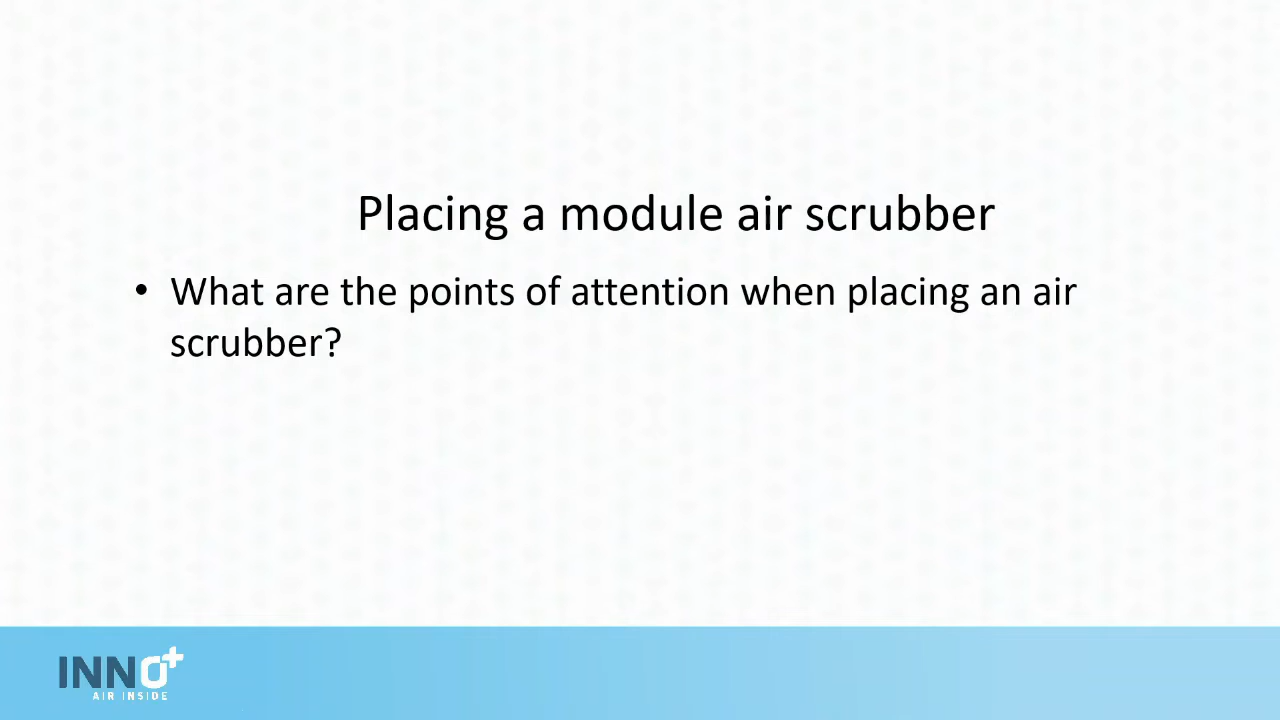 Placing a module air scrubber
• What are the points of attention when placing an air
scrubber?
INNO+
AIR INSIDE